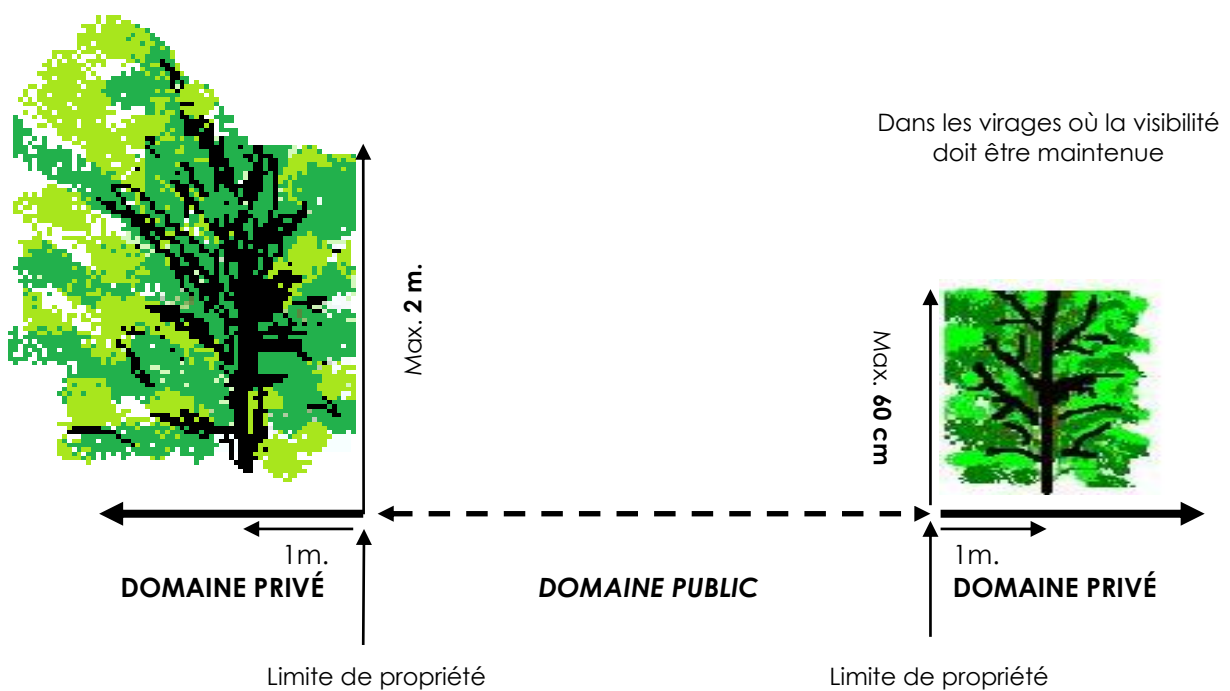 Dans les virages où la visibilité
doit être maintenue
Max. 2 m.
Max. 60 cm
1m.
1m.
DOMAINE PRIVÉ
DOMAINE PUBLIC
DOMAINE PRIVÉ
Limite de propriété
Limite de propriété